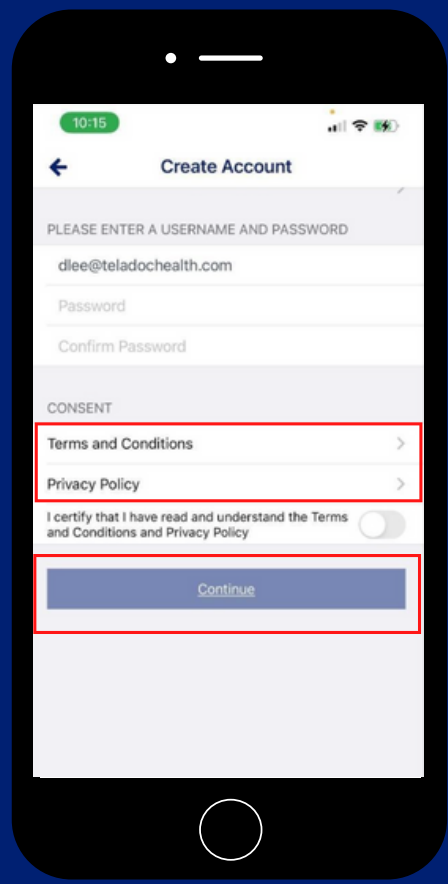 10:15
Create Account
PLEASE ENTER A USERNAME AND PASSWORD
dlee@teladochealth.com
Password
Confirm Password
CONSENT
Terms and Conditions
Privacy Policy
I certify that I have read and understand the Terms
and Conditions and Privacy Policy
Continue